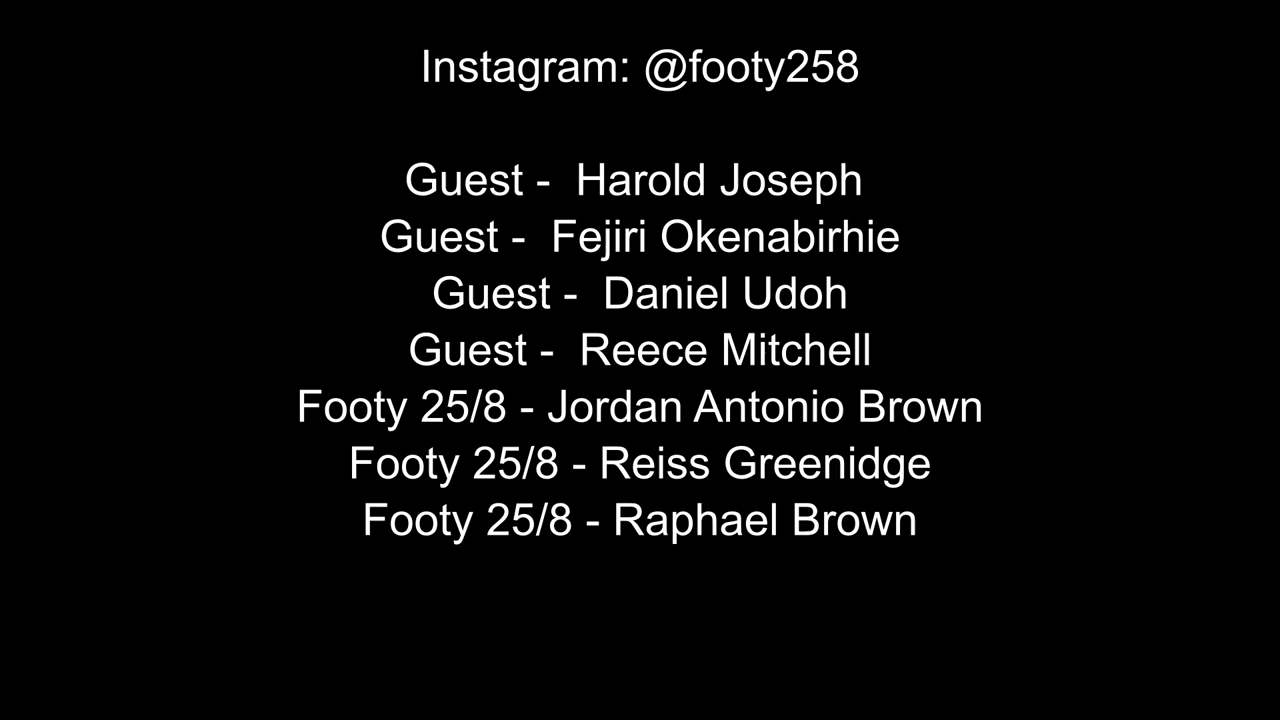 Instagram: @footy258
Guest -  Harold Joseph
Guest -  Fejiri Okenabirhie
Guest -  Daniel Udoh
Guest -  Reece Mitchell
Footy 25/8 - Jordan Antonio Brown
Footy 25/8 - Reiss Greenidge
Footy 25/8 - Raphael Brown